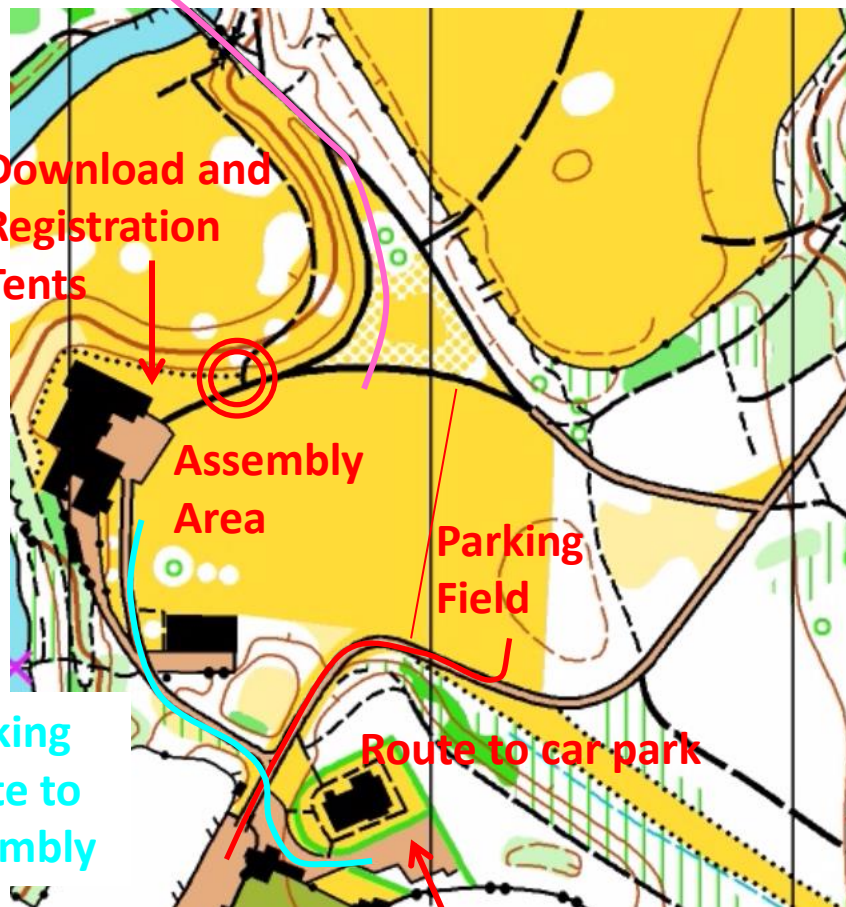 Download and
Registration
Tents
Assembly
Area
Parking
Field
king
te to
mbly
Route to car park